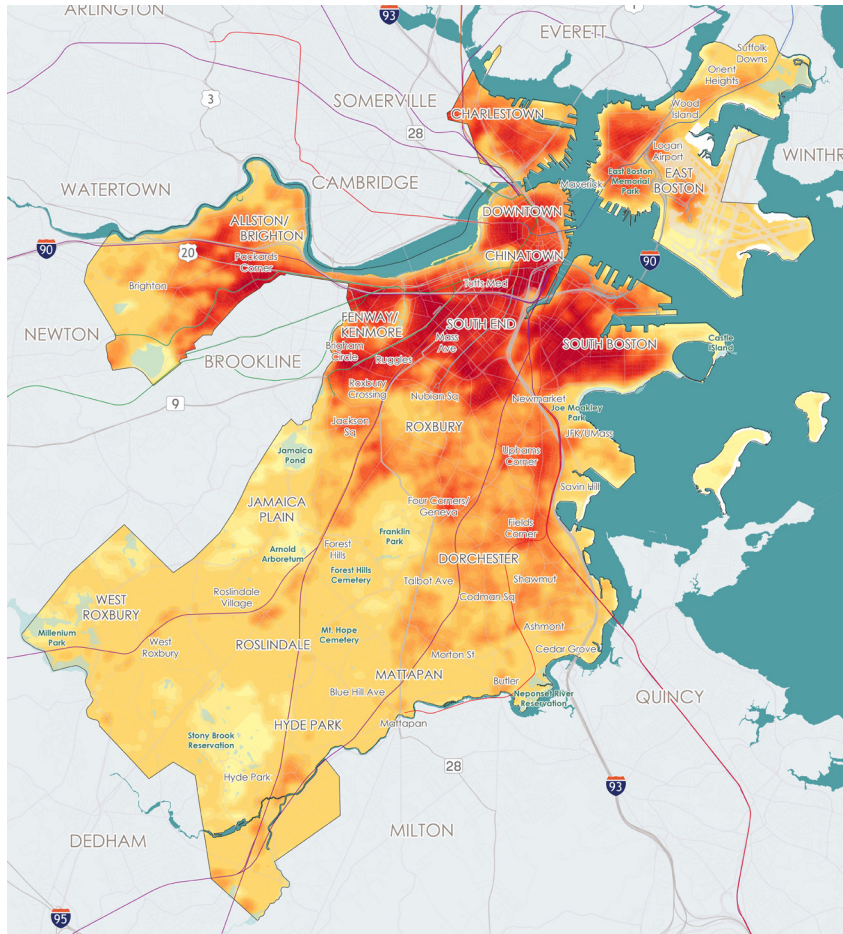 ARLINGTON
93
1
EVERETT
Suffolk
Downs
Orient
Heights
3
SOMERVILLE
28
CHARLESTOWN
Wood
Island
Logan
Airport
WINTHR
WATERTOWN
CAMBRIDGE
Maverick
East Boston
Memorial
Park
EAST
BOSTON
DOWNTOWN
ALLSTON/
BRIGHTON
90
20
Packards
Corner
CHINATOWN
90
Brighton
Tufts Med
NEWTON
FENWAY/
KENMORE
SOUTH END
Mass
Ave
SOUTH BOSTON
Castle
Island
Brigham
Circle
Ruggles
BROOKLINE
Roxbury
Crossing
Nubian Sq
Newmarket
9
Joe Moakley
Park
Jackson
Sq
ROXBURY
JFK/UMass
Jamaica
Pond
Uphams
Corner
Savin Hill
JAMAICA
PLAIN
Four Corners/
Geneva
Franklin
Park
Fields
Corner
Arnold
Arboretum
Forest
Hills
DORCHESTER
Forest Hills
Cemetery
Talbot Ave
Shawmut
Roslindale
Village
Codman Sq
WEST
ROXBURY
Millenium
Park
Mt. Hope
Cemetery
Ashmont
West
Roxbury
ROSLINDALE
Morton St
Cedar Grove
MATTAPAN
Butler
Blue Hill Ave
Neponset River
Reservation
QUINCY
HYDE PARK
Mattapan
Stony Brook
Reservation
28
Hyde Park
93
DEDHAM
MILTON
95